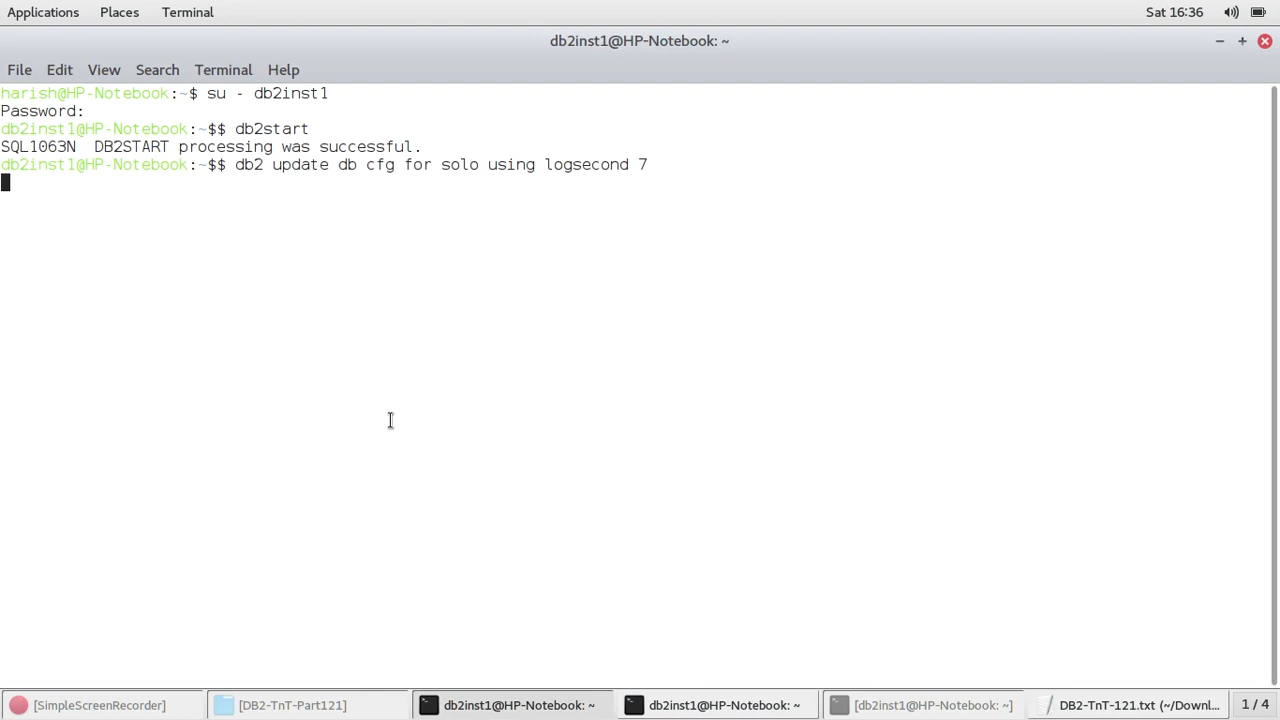 Applications Places Terminal Sat 16:36
db2inst1@HP-Notebook: ~
File Edit View Search Terminal Help
harish@HP-Notebook:~$ su - db2inst1
Password:
db2inst1@HP-Notebook:~$$ db2start
SQL1063N  DB2START processing was successful.
db2inst1@HP-Notebook:~$$ db2 update db cfg for solo using logsecond 7
[SimpleScreenRecorder] [DB2-TnT-Part121] db2inst1@HP-Notebook: ~ db2inst1@HP-Notebook: ~ [db2inst1@HP-Notebook: ~] DB2-TnT-121.txt (~/Downl... 1 / 4